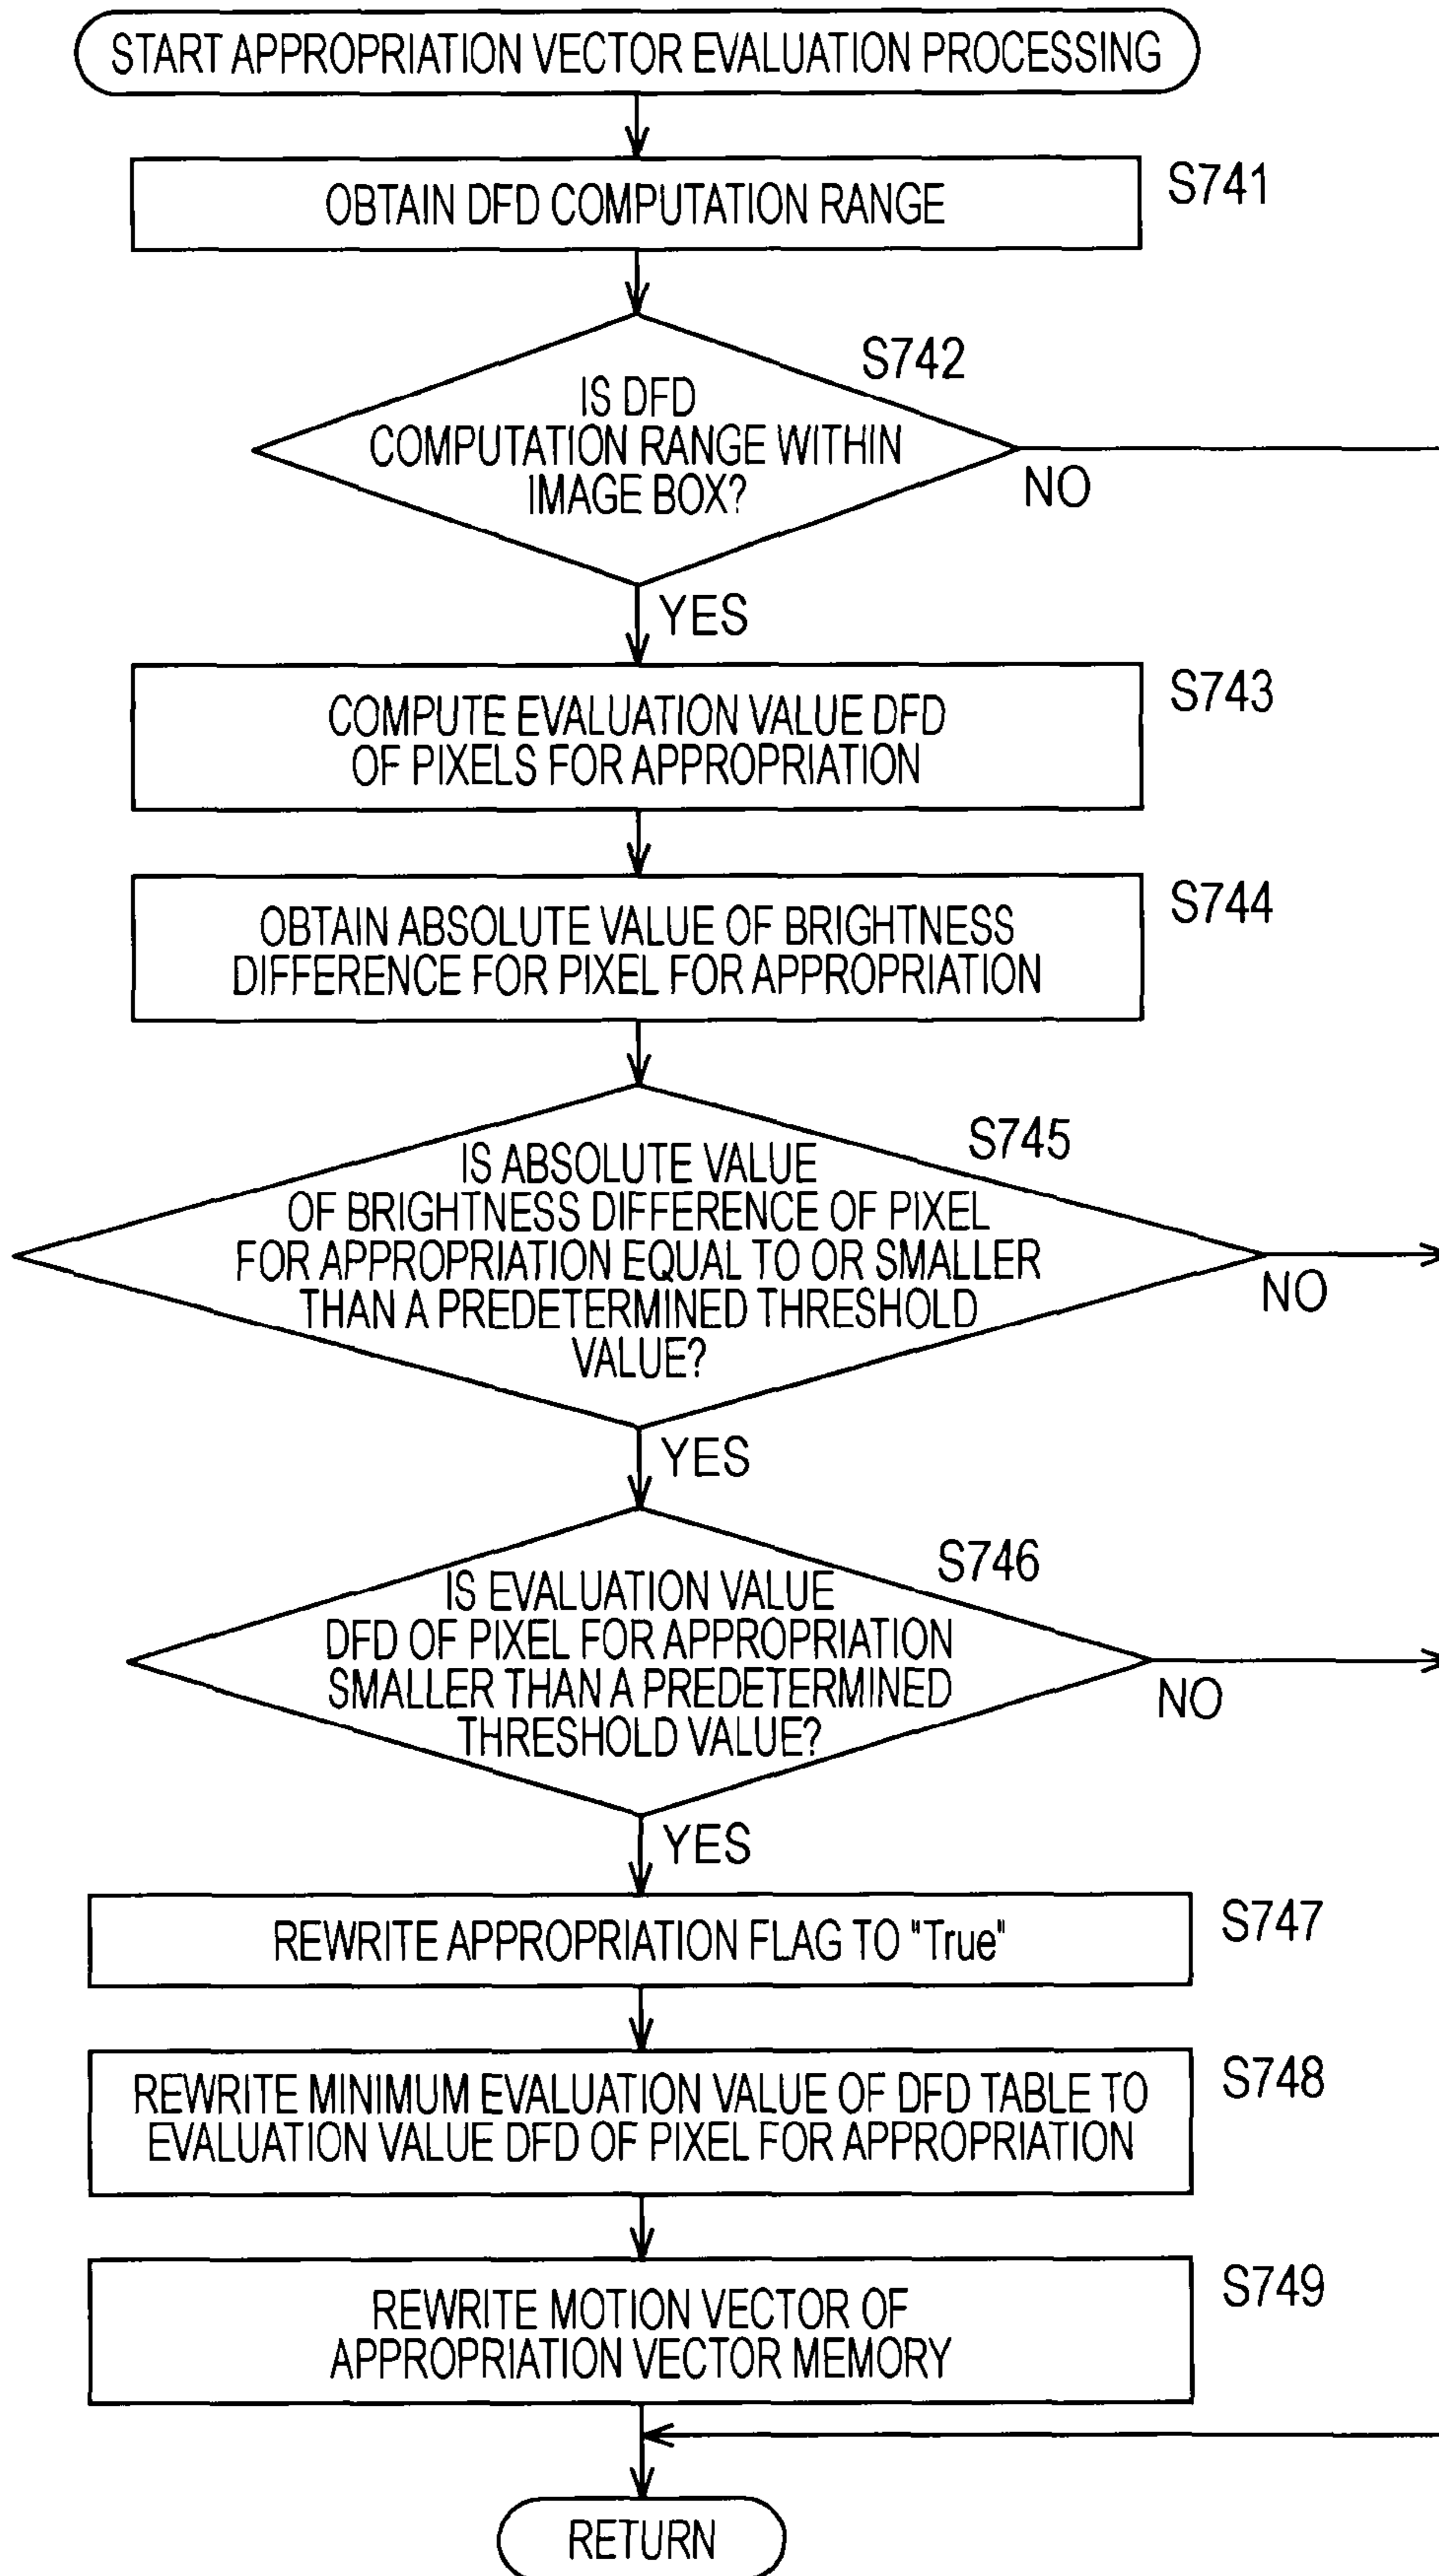 START APPROPRIATION VECTOR EVALUATION PROCESSING
OBTAIN DFD COMPUTATION RANGE
S741
S742
IS DFD
COMPUTATION RANGE WITHIN
IMAGE BOX?
NO
YES
COMPUTE EVALUATION VALUE DFD
OF PIXELS FOR APPROPRIATION
S743
OBTAIN ABSOLUTE VALUE OF BRIGHTNESS
DIFFERENCE FOR PIXEL FOR APPROPRIATION
S744
S745
IS ABSOLUTE VALUE
OF BRIGHTNESS DIFFERENCE OF PIXEL
FOR APPROPRIATION EQUAL TO OR SMALLER
THAN A PREDETERMINED THRESHOLD
VALUE?
NO
YES
S746
IS EVALUATION VALUE
DFD OF PIXEL FOR APPROPRIATION
SMALLER THAN A PREDETERMINED
THRESHOLD VALUE?
NO
YES
REWRITE APPROPRIATION FLAG TO "True"
S747
REWRITE MINIMUM EVALUATION VALUE OF DFD TABLE TO
EVALUATION VALUE DFD OF PIXEL FOR APPROPRIATION
S748
REWRITE MOTION VECTOR OF
APPROPRIATION VECTOR MEMORY
S749
RETURN